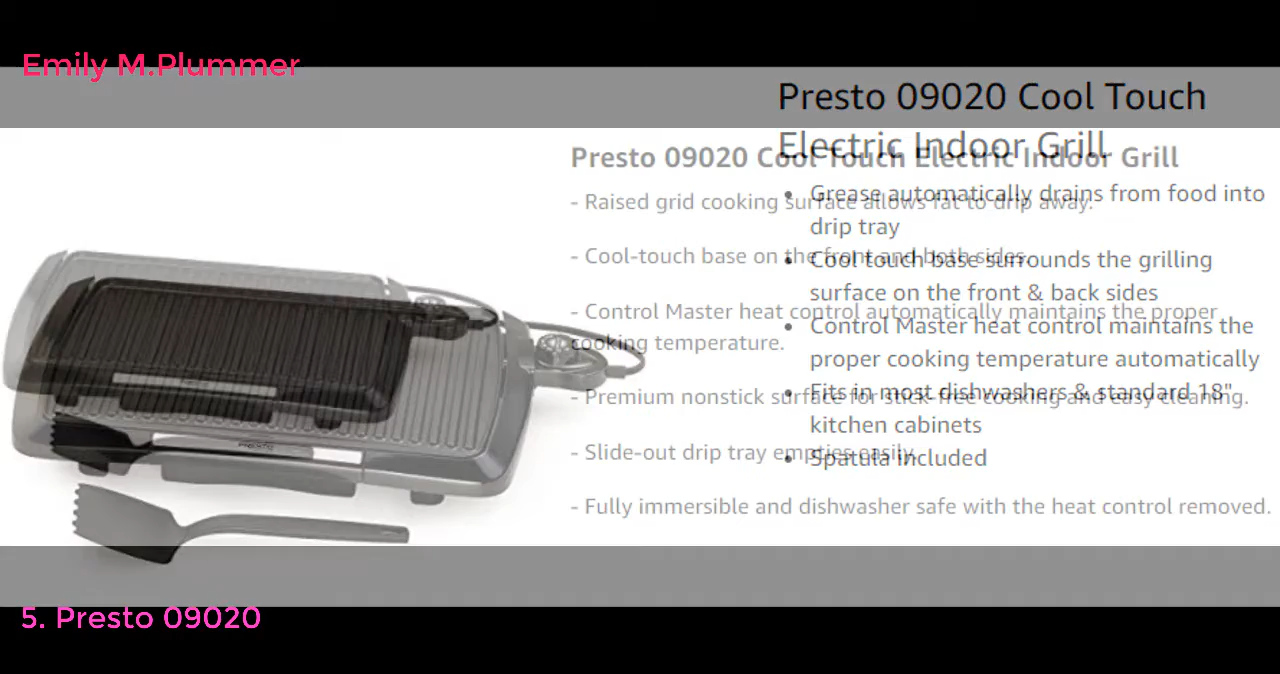 Emily M.Plummer
Presto 09020 Cool Touch
Electric Indoor Grill
Grease automatically drains from food into
drip tray
Cool touch base surrounds the grilling
surface on the front & back sides
Control Master heat control maintains the
proper cooking temperature automatically
Fits in most dishwashers & standard 18"
kitchen cabinets
Spatula included
Presto 09020 Cool Touch Electric Indoor Grill
- Raised grid cooking surface allows fat to drip away.
- Cool-touch base on the front and both sides.
- Control Master heat control automatically maintains the proper
cooking temperature.
- Premium nonstick surface for stick-free cooking and easy cleaning.
- Slide-out drip tray empties easily.
- Fully immersible and dishwasher safe with the heat control removed.
PRESTO
5. Presto 09020